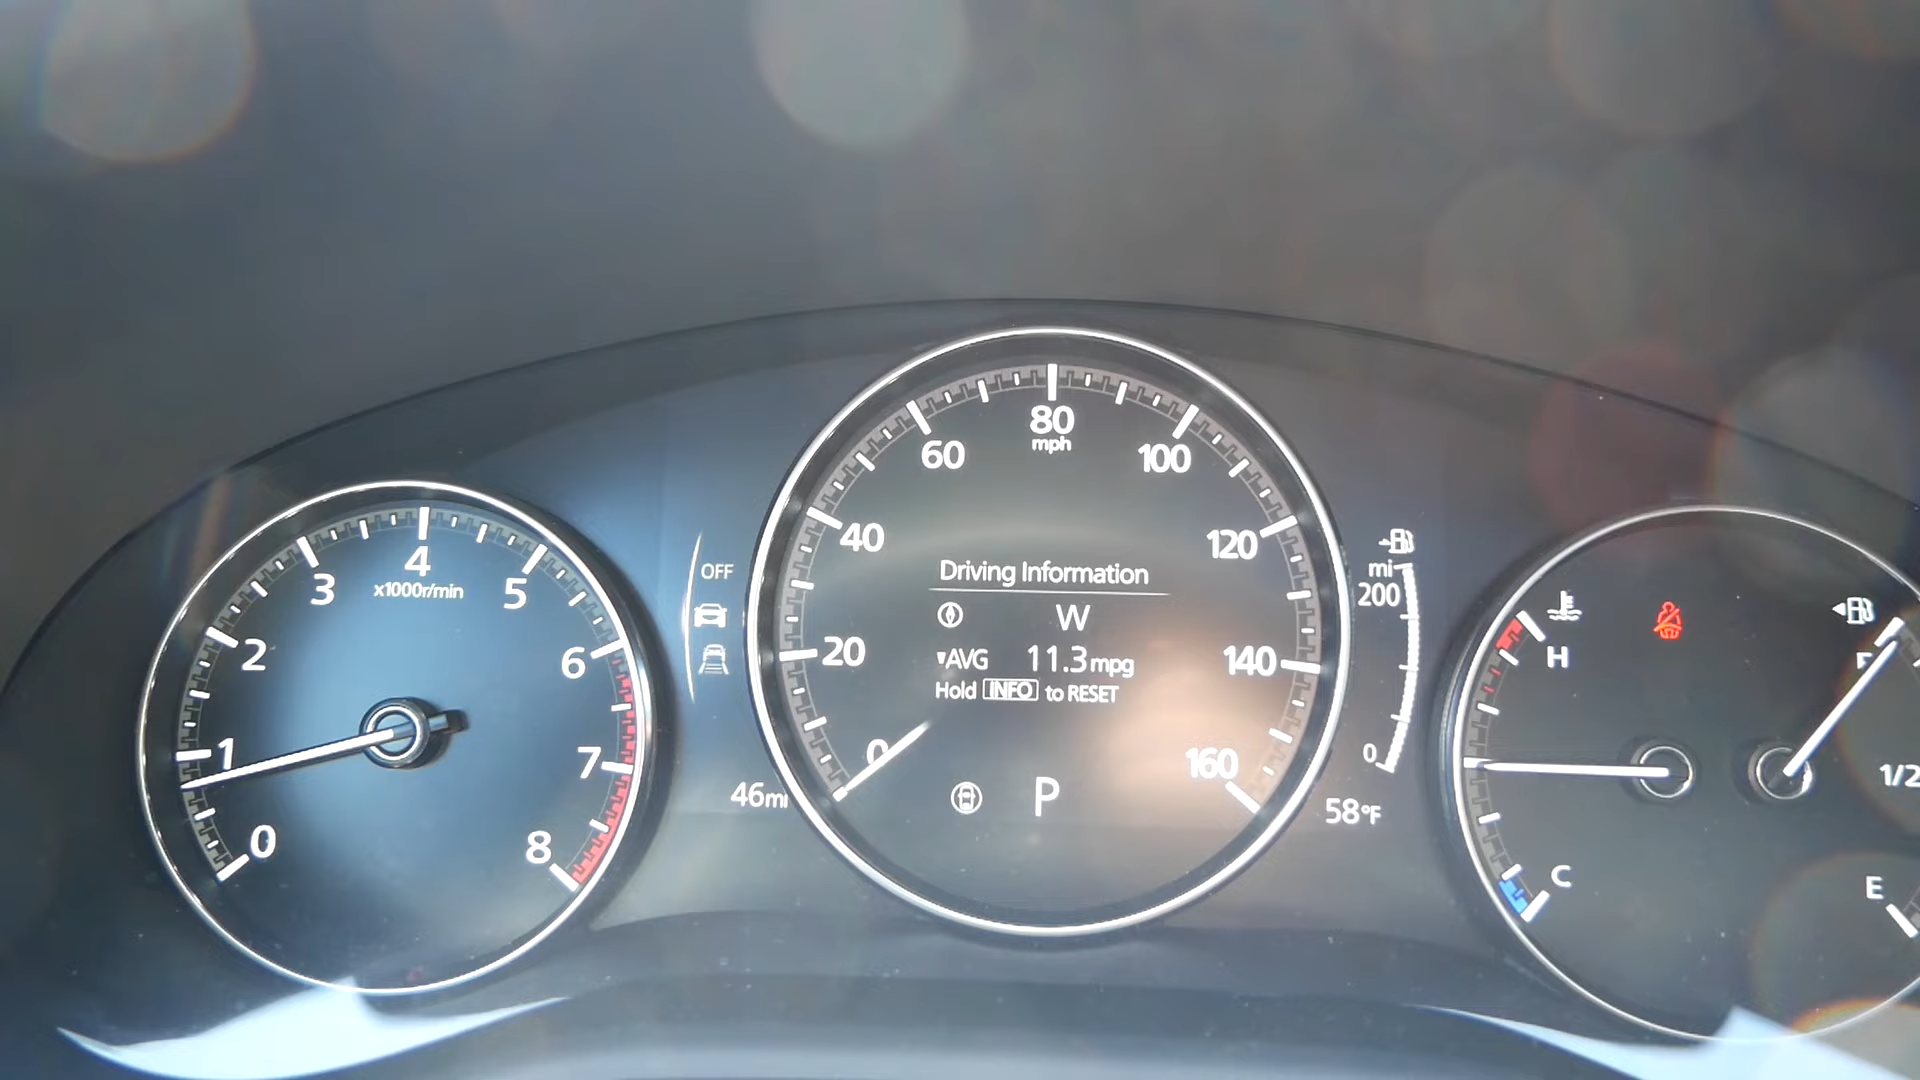 80
mph
60
100
40
120
20
140
0
160
Driving Information
W
▾AVG 11.3 mpg
Hold INFO to RESET
P
4
x1000r/min
3
5
2
6
1
7
0
8
OFF
46mi
mi
200
0
58°F
H
C
1/2
E